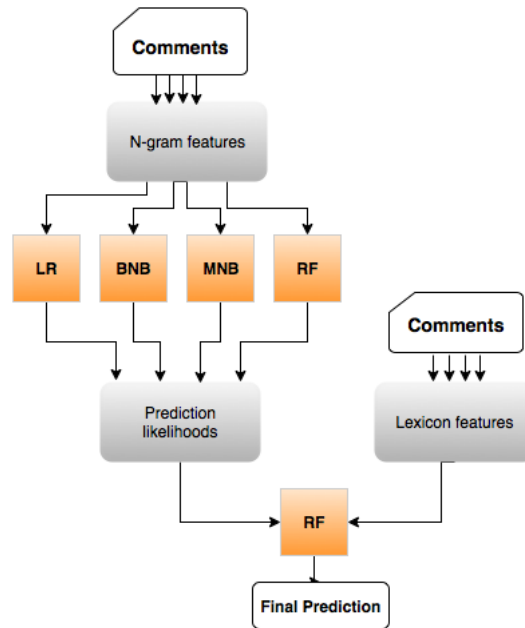 Comments
N-gram features
LR
BNB
MNB
RF
Comments
Prediction
likelihoods
Lexicon features
RF
Final Prediction